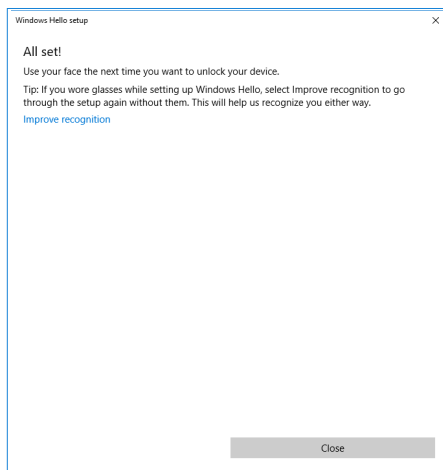 Windows Hello setup
All set!
Use your face the next time you want to unlock your device.
Tip: If you wore glasses while setting up Windows Hello, select Improve recognition to go
through the setup again without them. This will help us recognize you either way.
Improve recognition
Close